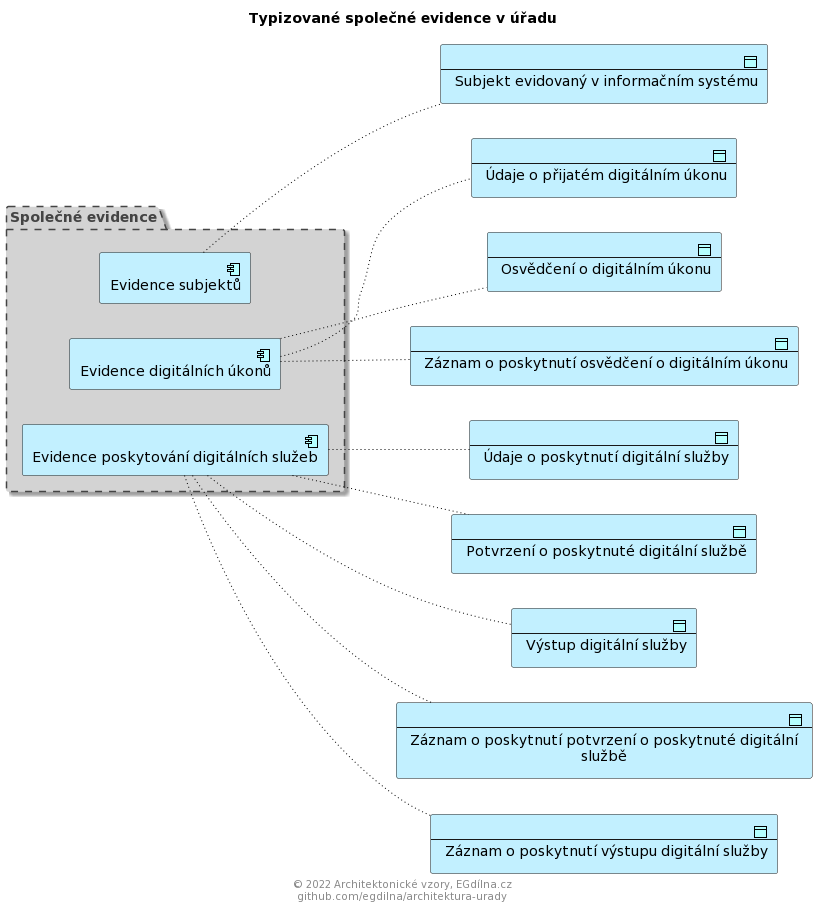 Typizované společné evidence v úřadu
Subjekt evidovaný v informačním systému
Údaje o přijatém digitálním úkonu
Společné evidence
Osvědčení o digitálním úkonu
Evidence subjektů
Záznam o poskytnutí osvědčení o digitálním úkonu
Evidence digitálních úkonů
Údaje o poskytnutí digitální služby
Evidence poskytování digitálních služeb
Potvrzení o poskytnuté digitální službě
Výstup digitální služby
Záznam o poskytnutí potvrzení o poskytnuté digitální
službě
Záznam o poskytnutí výstupu digitální služby
© 2022 Architektonické vzory, EGdílna.cz
github.com/egdilna/architektura-urady